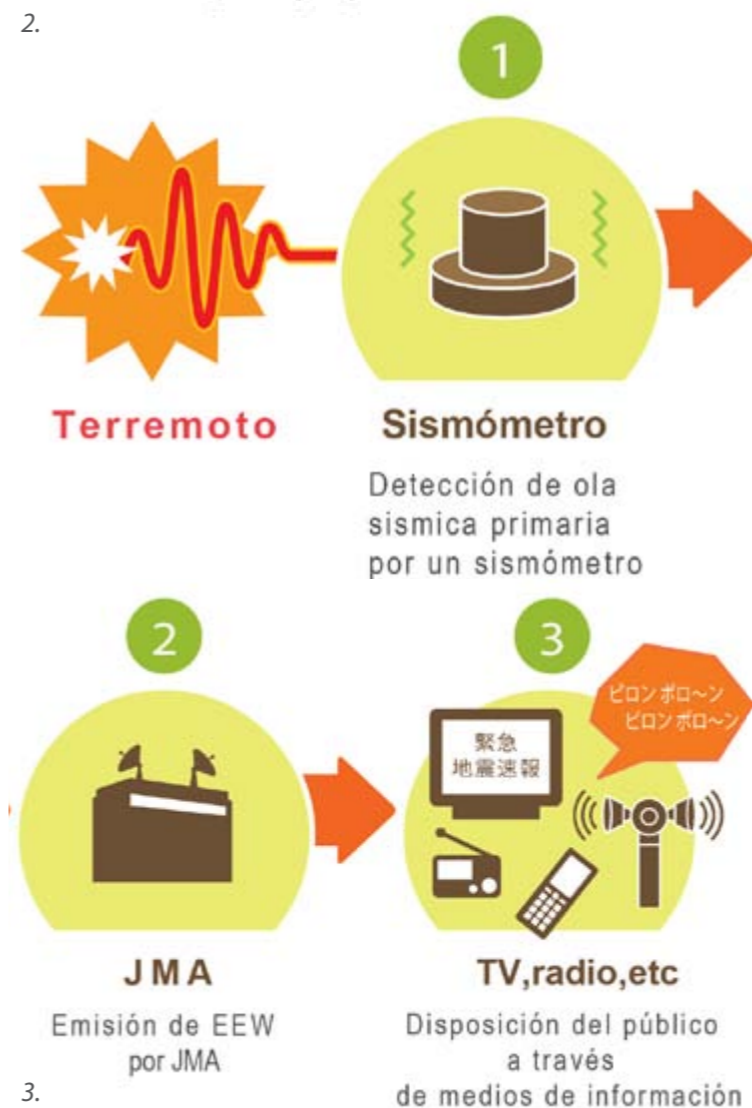 2.
1
Terremoto
Sismómetro
Detección de ola
sismica primaria
por un sismómetro
2
JMA
Emisión de EEW
por JMA
3
緊急
地震速報
ピロンポロ～ン
ピロンポロ～ン
TV,radio,etc
Disposición del público
a través
de medios de información
3.